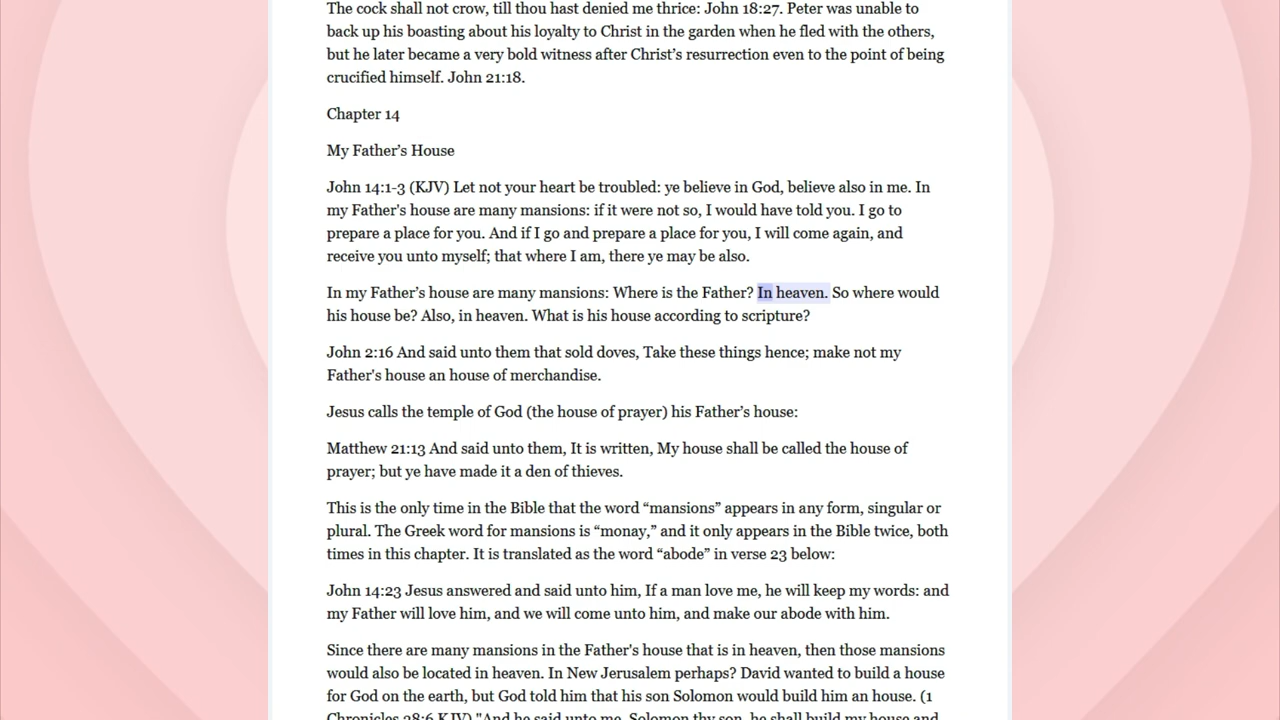 The cock shall not crow, till thou hast denied me thrice: John 18:27. Peter was unable to
back up his boasting about his loyalty to Christ in the garden when he fled with the others,
but he later became a very bold witness after Christ’s resurrection even to the point of being
crucified himself. John 21:18.
Chapter 14
My Father’s House
John 14:1-3 (KJV) Let not your heart be troubled: ye believe in God, believe also in me. In
my Father's house are many mansions: if it were not so, I would have told you. I go to
prepare a place for you. And if I go and prepare a place for you, I will come again, and
receive you unto myself; that where I am, there ye may be also.
In my Father’s house are many mansions: Where is the Father? In heaven. So where would
his house be? Also, in heaven. What is his house according to scripture?
John 2:16 And said unto them that sold doves, Take these things hence; make not my
Father's house an house of merchandise.
Jesus calls the temple of God (the house of prayer) his Father’s house:
Matthew 21:13 And said unto them, It is written, My house shall be called the house of
prayer; but ye have made it a den of thieves.
This is the only time in the Bible that the word “mansions” appears in any form, singular or
plural. The Greek word for mansions is “monay,” and it only appears in the Bible twice, both
times in this chapter. It is translated as the word “abode” in verse 23 below:
John 14:23 Jesus answered and said unto him, If a man love me, he will keep my words: and
my Father will love him, and we will come unto him, and make our abode with him.
Since there are many mansions in the Father's house that is in heaven, then those mansions
would also be located in heaven. In New Jerusalem perhaps? David wanted to build a house
for God on the earth, but God told him that his son Solomon would build him an house. (1
Chronicles 28:6 KJV) "And he said unto me, Solomon thy son, he shall build my house and